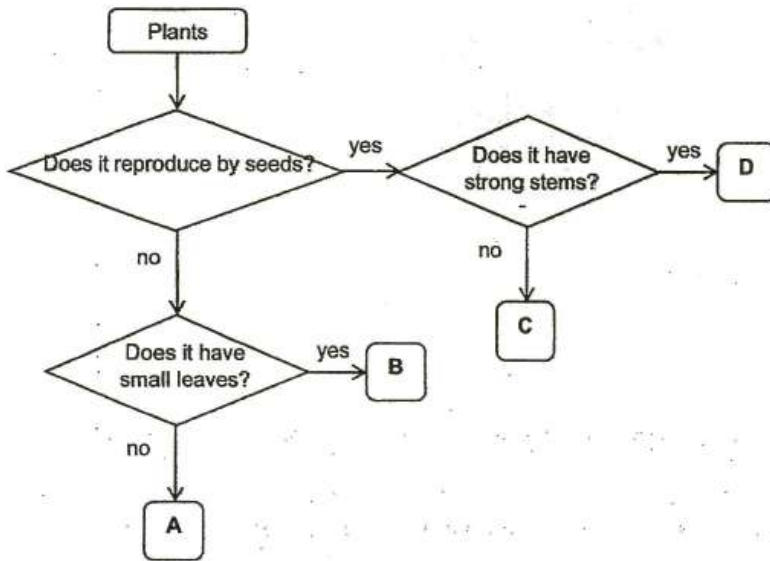 Plants
Does it reproduce by seeds?
yes
Does it have
strong stems?
yes
D
no
no
C
Does it have
small leaves?
yes
B
no
A